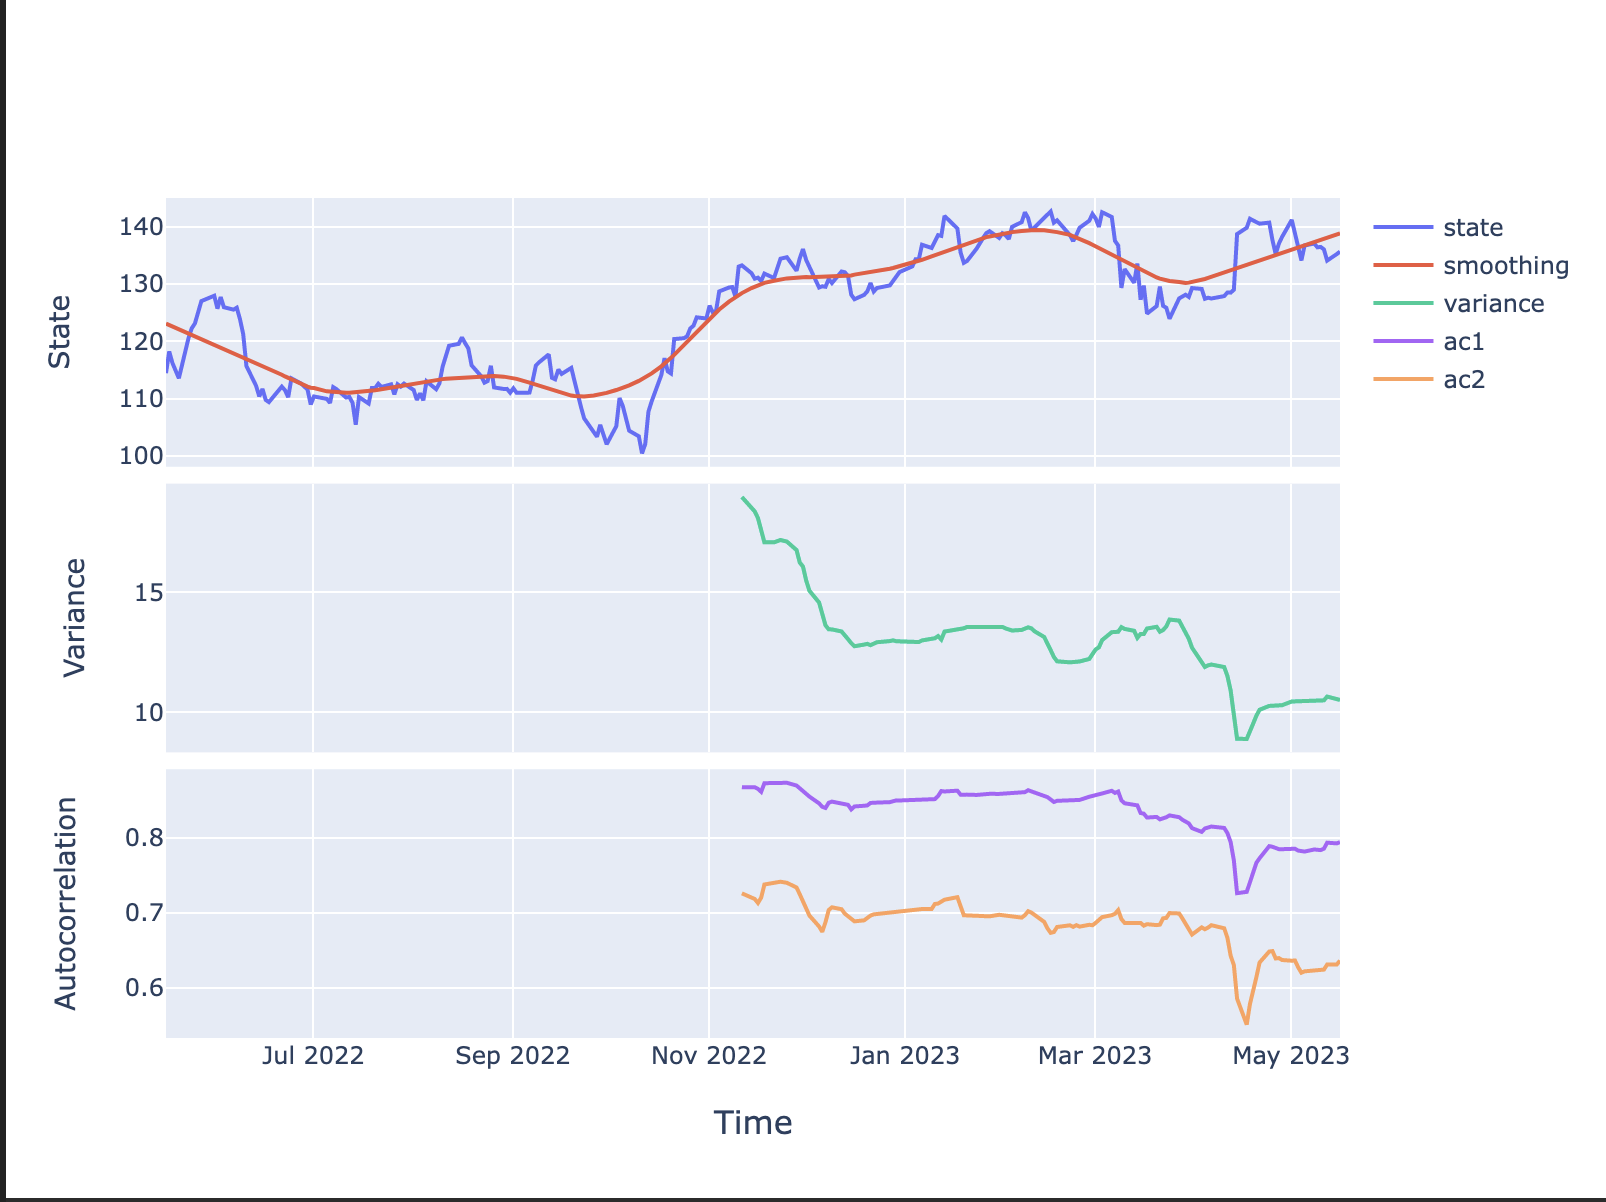 State
140
130
120
110
100
state
smoothing
variance
ac1
ac2
Variance
15
10
Autocorrelation
0.8
0.7
0.6
Jul 2022 Sep 2022 Nov 2022 Jan 2023 Mar 2023 May 2023
Time